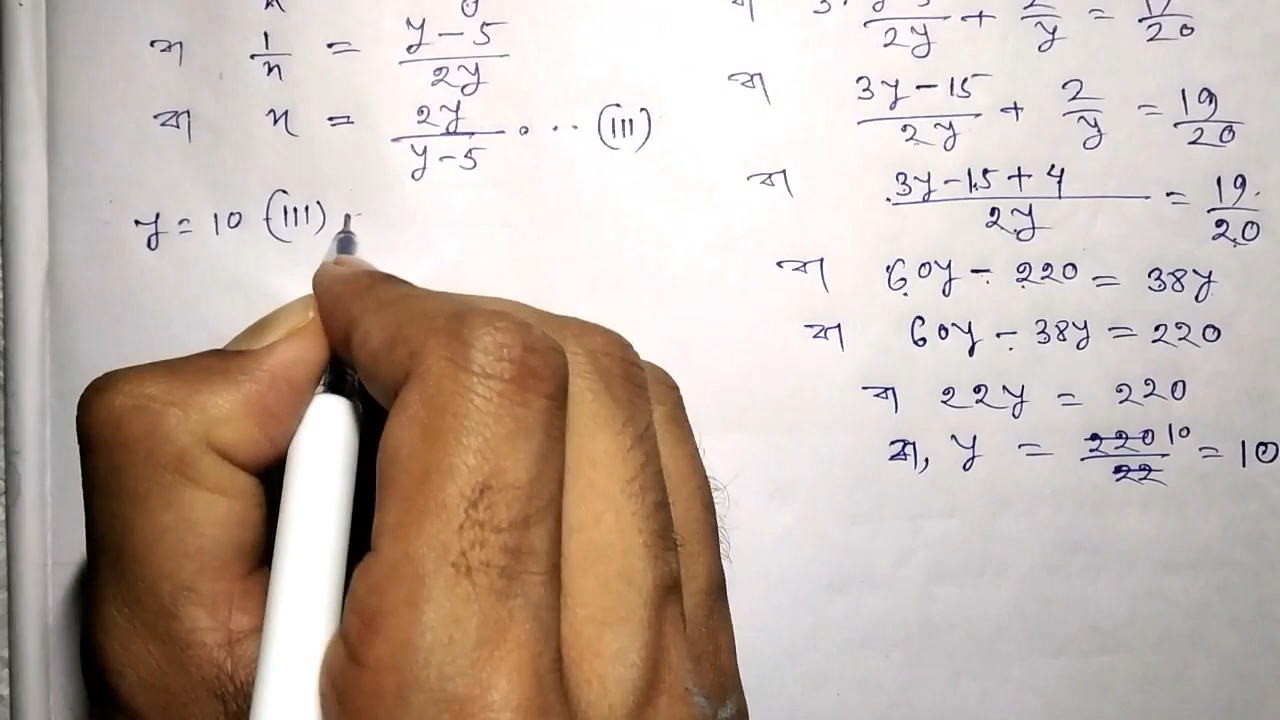 বা 1/x = y-5/2y
বা x = 2y/y-5 ... (III)
y = 10 (III)
3y-15/2y + 2/y = 19/20
বা 3y-15+4/2y = 19/20
বা 60y - 220 = 38y
বা 60y - 38y = 220
বা 22y = 220
বা, y = 220/22 10 = 10